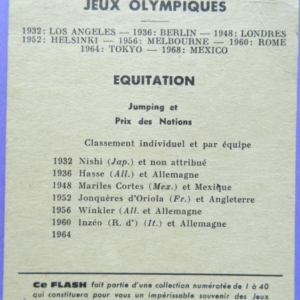 JEUX OLYMPIQUES
1932: LOS ANGELES — 1936: BERLIN — 1948: LONDRES
1952: HELSINKI — 1956: MELBOURNE — 1960: ROME
1964: TOKYO — 1968: MEXICO
EQUITATION
Jumping et
Prix des Nations
Classement individuel et par équipe
1932 Nishi (Jap.) et non attribué
1936 Hasse (All. et Allemagne
1948 Mariles Cortes (Mex.) et Mexique
1952 Jonquères d'Oriola (Fr.) et Angleterre
1956 Winkler (All. et Allemagne
1960 Inzéo (R. d') (It.) et Allemagne
1964
Ce FLASH fait partie d'une collection numérotée de 1 à 40
qui constituera pour vous un impérissable souvenir des Jeux